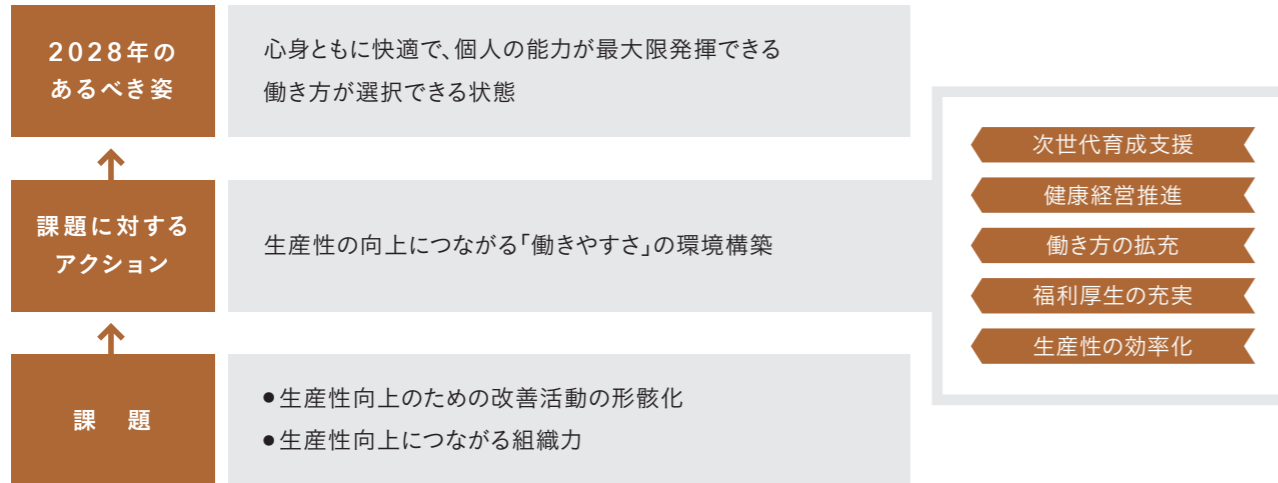 2028年の
あるべき姿
心身ともに快適で、個人の能力が最大限発揮できる
働き方が選択できる状態
課題に対する
アクション
生産性の向上につながる「働きやすさ」の環境構築
次世代育成支援
健康経営推進
働き方の拡充
福利厚生の充実
生産性の効率化
課　題
●生産性向上のための改善活動の形骸化
●生産性向上につながる組織力